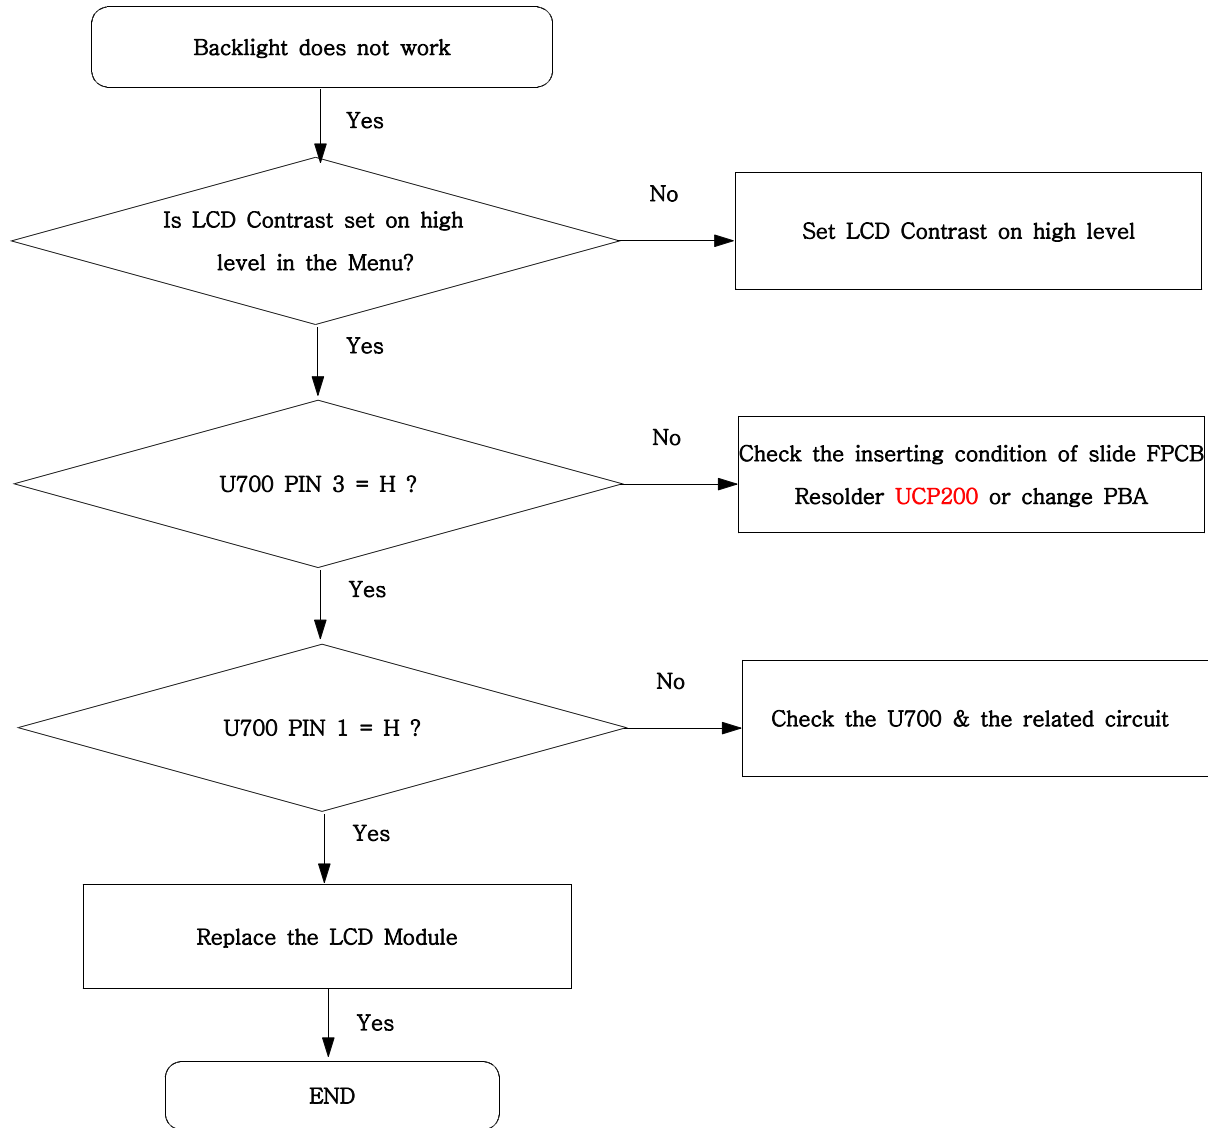 Backlight does not work
Yes
Is LCD Contrast set on high
level in the Menu?
No
Set LCD Contrast on high level
Yes
U700 PIN 3 = H ?
No
Check the inserting condition of slide FPCB
Resolder UCP200 or change PBA
Yes
U700 PIN 1 = H ?
No
Check the U700 & the related circuit
Yes
Replace the LCD Module
Yes
END